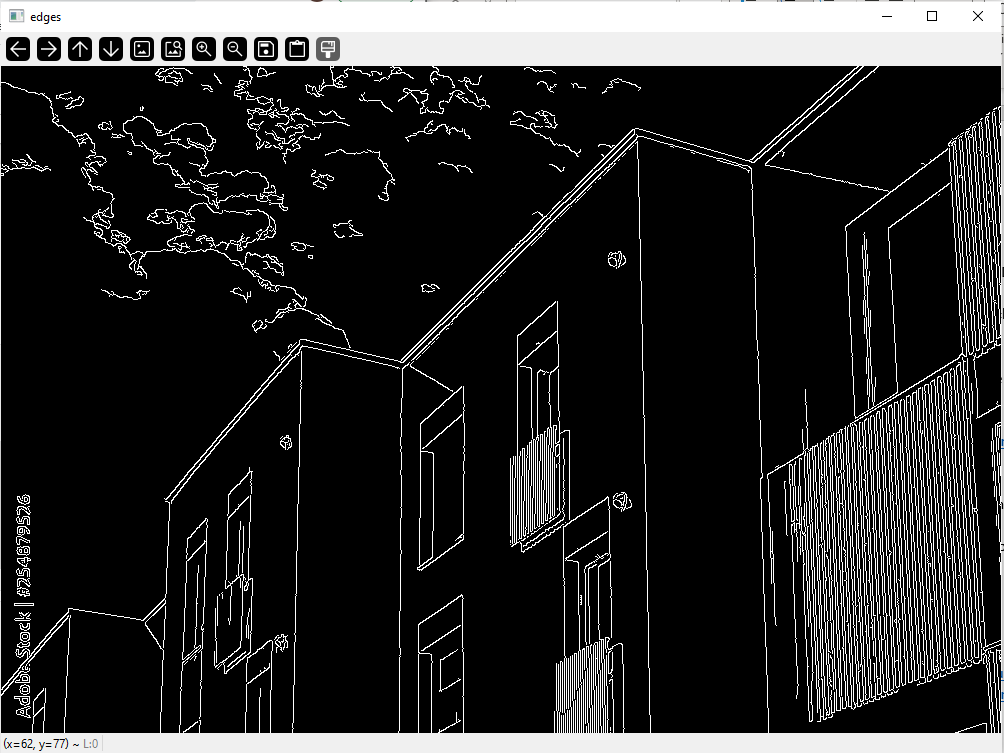 edges
Adobe Stock | #254879526
(x=62, y=77) ~ L:0